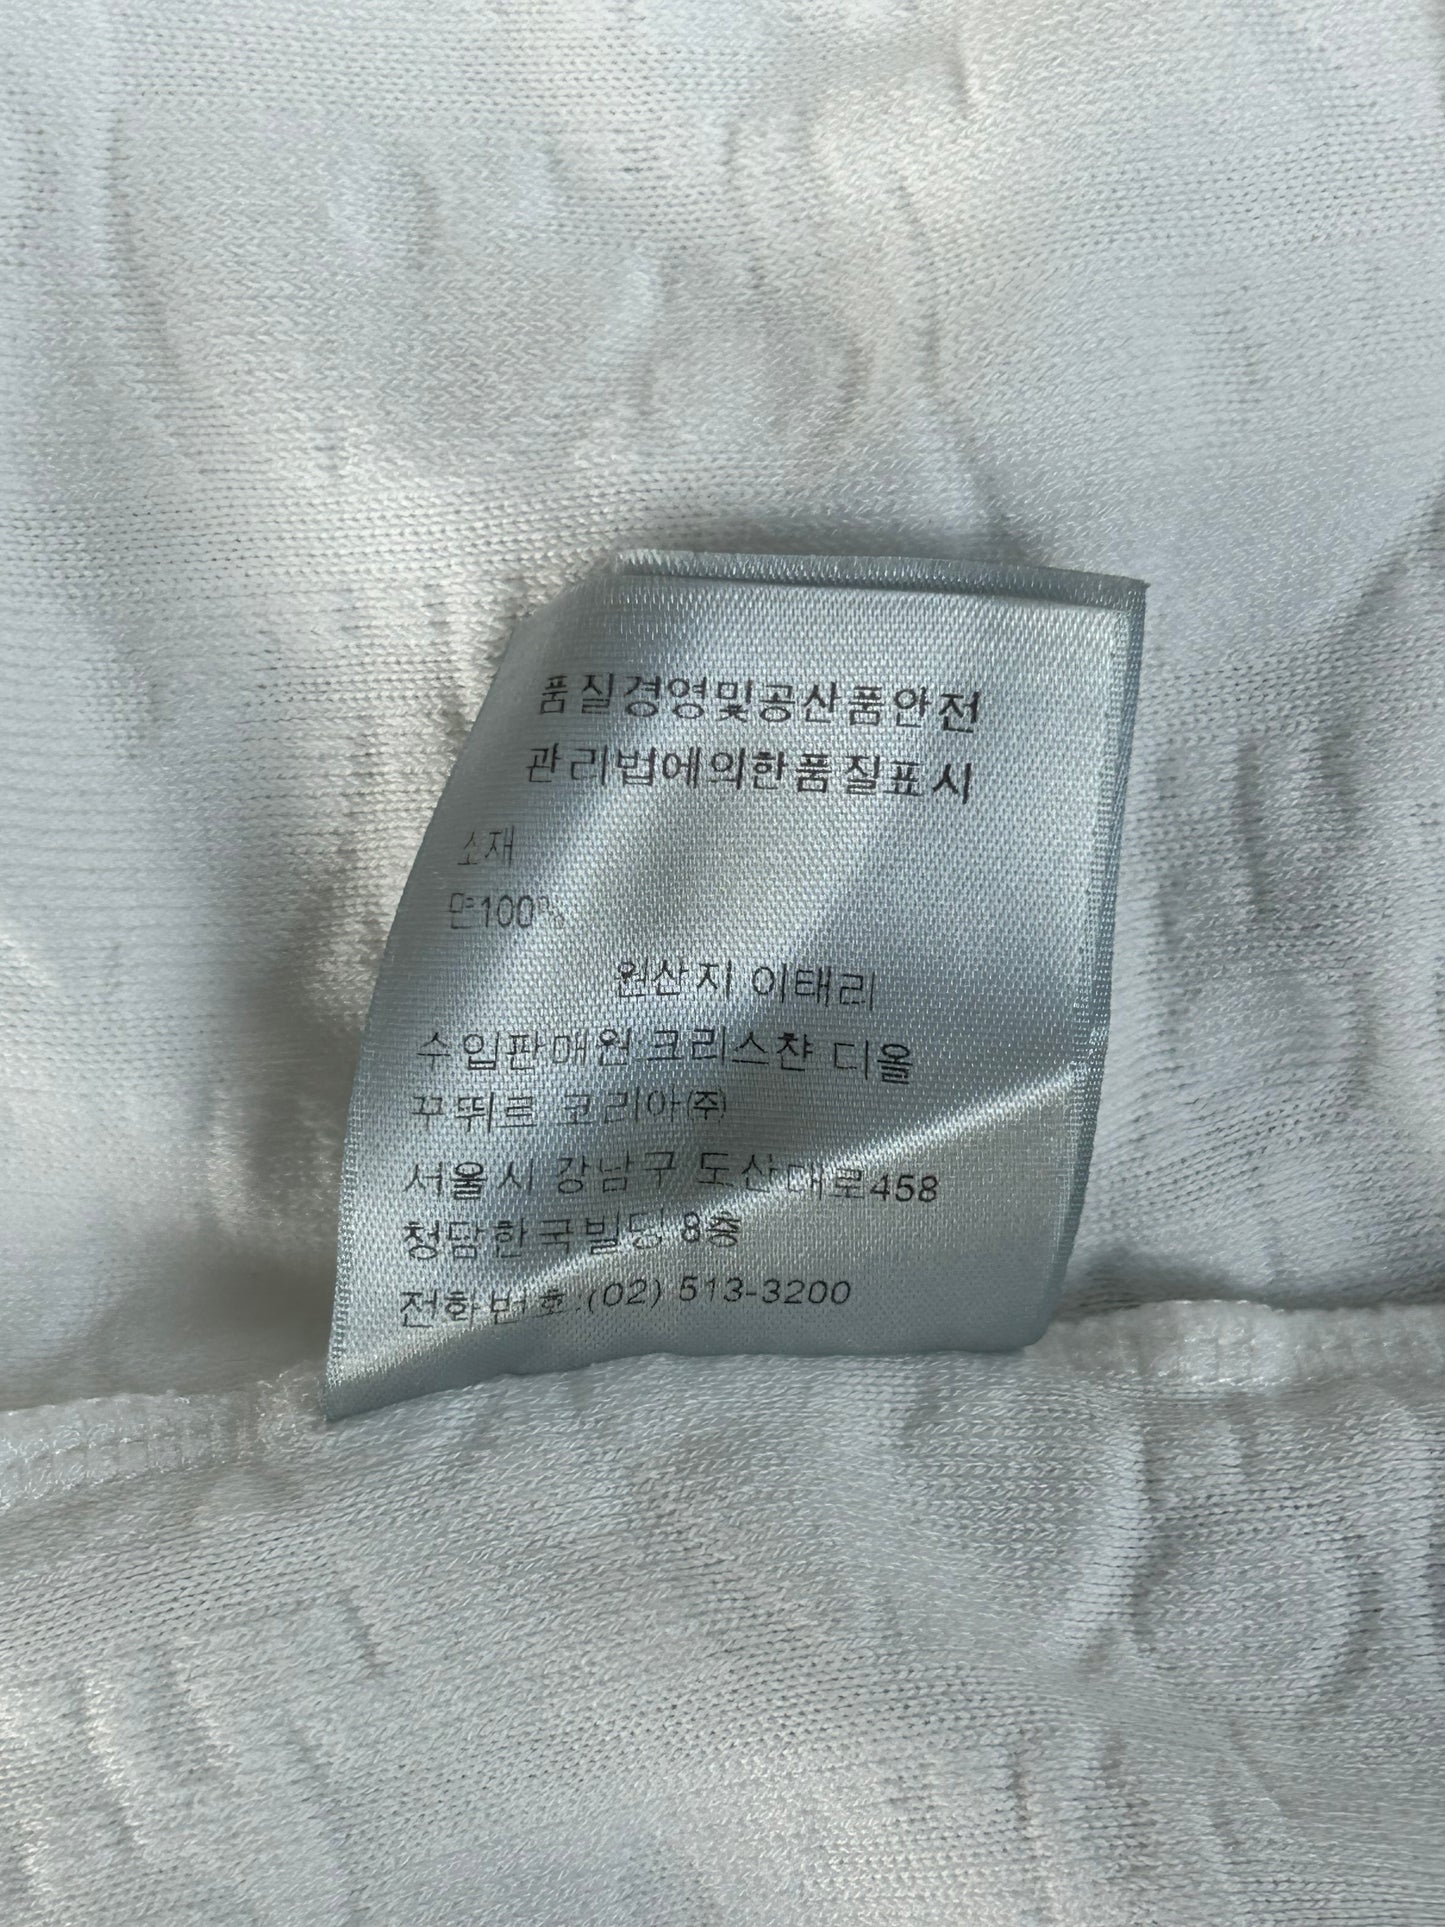 품질경영및공산품안전
관리법에의한품질표시
소재
면100%
원산지 이태리
수입판매원 크리스챤 디올
꾸뛰르 코리아(주)
서울시 강남구 도산대로458
청담한국빌딩 8층
전화번호.(02) 513-3200